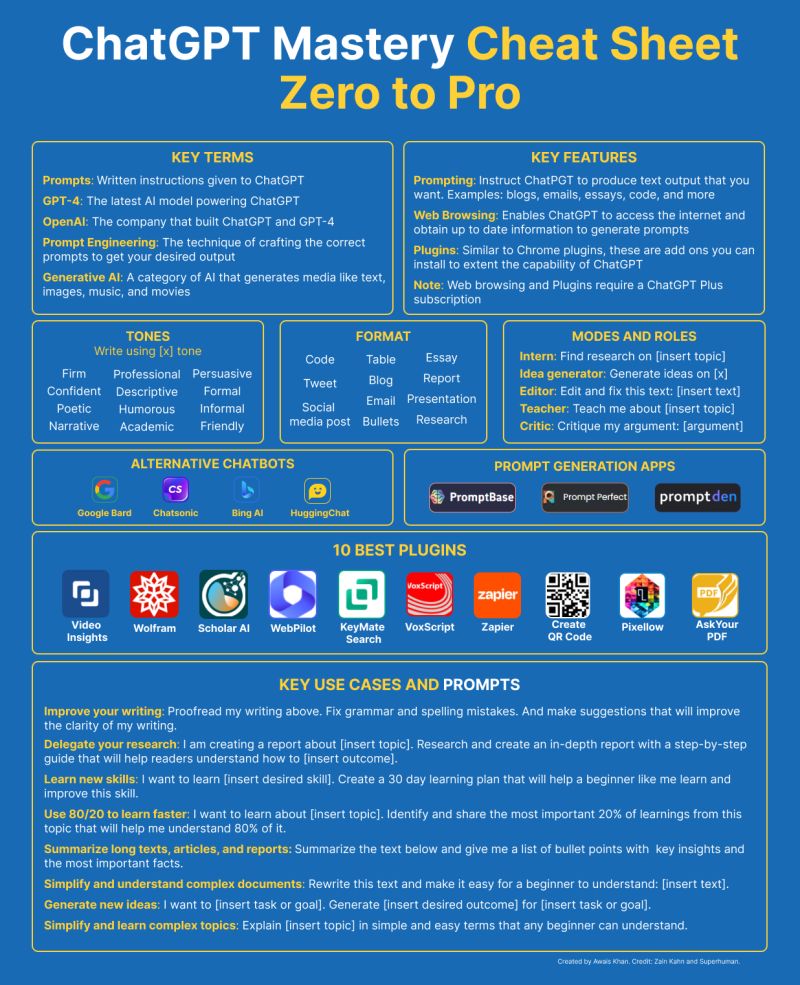 ChatGPT Mastery Cheat Sheet
Zero to Pro
KEY TERMS
Prompts: Written instructions given to ChatGPT
GPT-4: The latest AI model powering ChatGPT
OpenAI: The company that built ChatGPT and GPT-4
Prompt Engineering: The technique of crafting the correct
prompts to get your desired output
Generative AI: A category of AI that generates media like text,
images, music, and movies
KEY FEATURES
Prompting: Instruct ChatPGT to produce text output that you
want. Examples: blogs, emails, essays, code, and more
Web Browsing: Enables ChatGPT to access the internet and
obtain up to date information to generate prompts
Plugins: Similar to Chrome plugins, these are add ons you can
install to extent the capability of ChatGPT
Note: Web browsing and Plugins require a ChatGPT Plus
subscription
TONES
Write using [x] tone
Firm
Confident
Poetic
Narrative
Professional
Descriptive
Humorous
Academic
Persuasive
Formal
Informal
Friendly
FORMAT
Code
Tweet
Social
media post
Table
Blog
Email
Bullets
Essay
Report
Presentation
Research
MODES AND ROLES
Intern: Find research on [insert topic]
Idea generator: Generate ideas on [x]
Editor: Edit and fix this text: [insert text]
Teacher: Teach me about [insert topic]
Critic: Critique my argument: [argument]
ALTERNATIVE CHATBOTS
CS
Google Bard
Chatsonic
Bing AI
HuggingChat
PROMPT GENERATION APPS
PromptBase
Prompt Perfect
promptden
10 BEST PLUGINS
Video
Insights
Wolfram
Scholar AI
WebPilot
KeyMate
Search
VoxScript
VoxScript
zapier
Zapier
Create
QR Code
Pixellow
PDF
AskYour
PDF
KEY USE CASES AND PROMPTS
Improve your writing: Proofread my writing above. Fix grammar and spelling mistakes. And make suggestions that will improve
the clarity of my writing.
Delegate your research: I am creating a report about [insert topic]. Research and create an in-depth report with a step-by-step
guide that will help readers understand how to [insert outcome].
Learn new skills: I want to learn [insert desired skill]. Create a 30 day learning plan that will help a beginner like me learn and
improve this skill.
Use 80/20 to learn faster: I want to learn about [insert topic]. Identify and share the most important 20% of learnings from this
topic that will help me understand 80% of it.
Summarize long texts, articles, and reports: Summarize the text below and give me a list of bullet points with key insights and
the most important facts.
Simplify and understand complex documents: Rewrite this text and make it easy for a beginner to understand: [insert text].
Generate new ideas: I want to [insert task or goal]. Generate [insert desired outcome] for [insert task or goal].
Simplify and learn complex topics: Explain [insert topic] in simple and easy terms that any beginner can understand.
Created by Awais Khan. Credit: Zain Kahn and Superhuman.